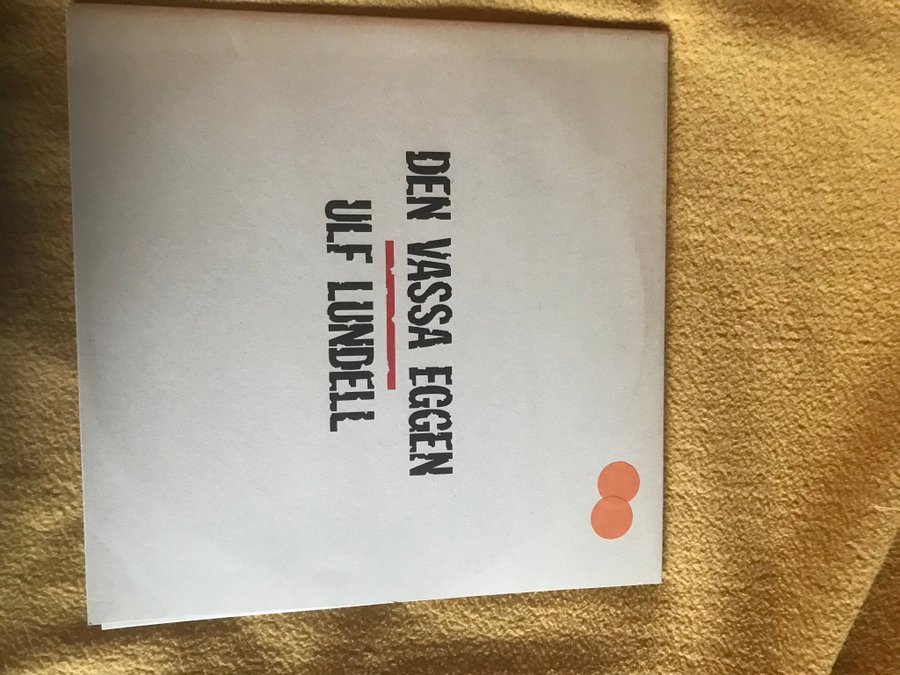 DEN VASSA EGGEN
ULF LUNDELL